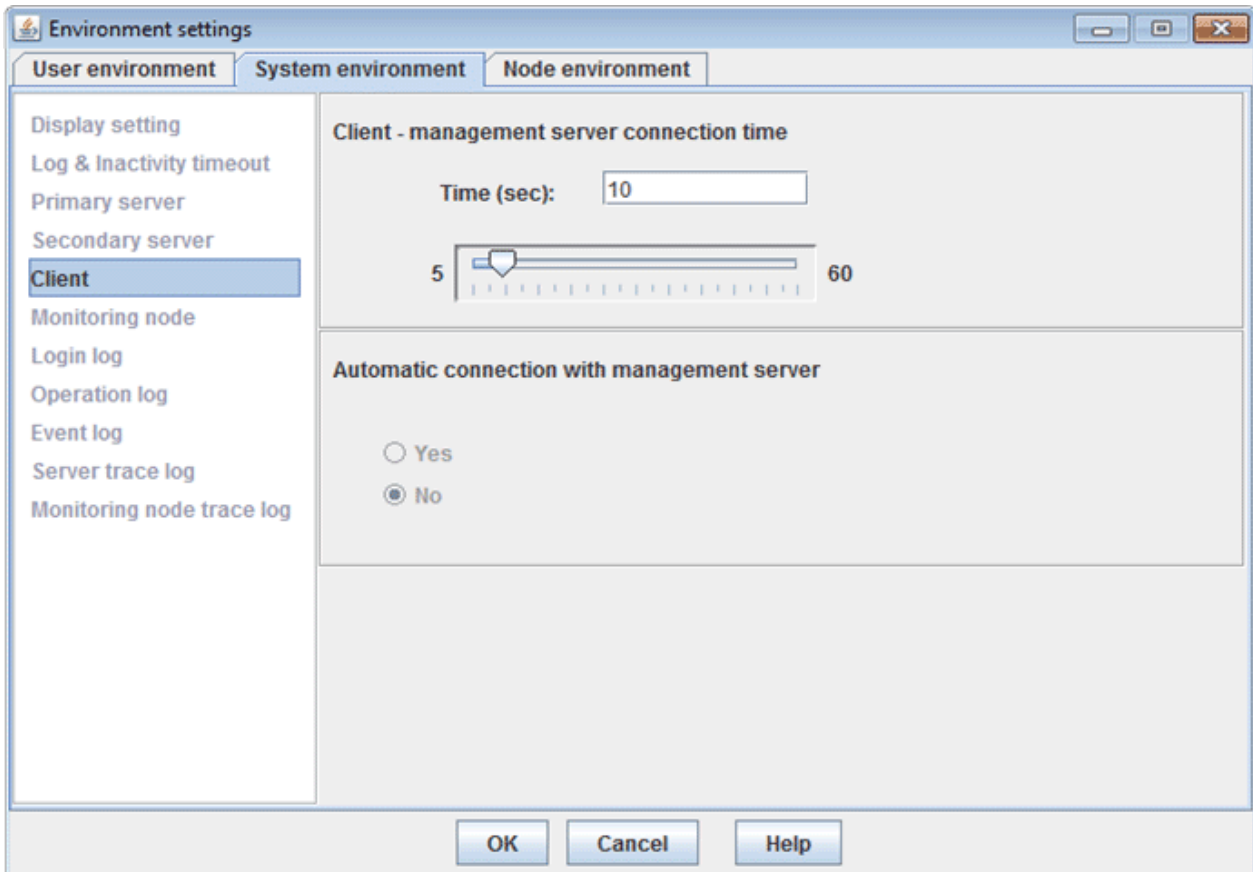 Environment settings
User environment
System environment
Node environment
Display setting
Log & Inactivity timeout
Primary server
Secondary server
Client
Monitoring node
Login log
Operation log
Event log
Server trace log
Monitoring node trace log
Client - management server connection time
Time (sec): 10
5 60
Automatic connection with management server
Yes
No
OK Cancel Help